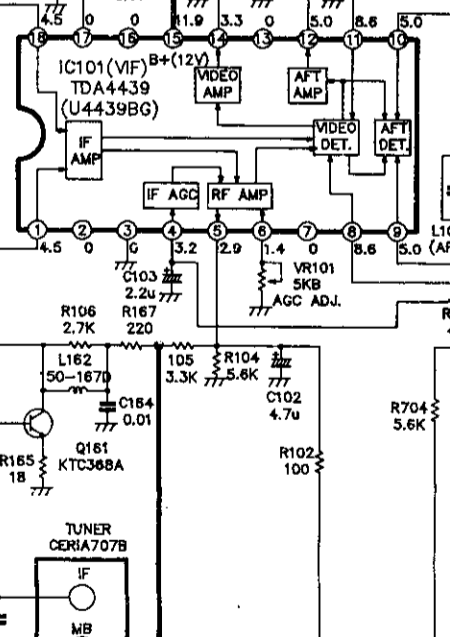 4.5 0 0 11.9 3.3 0 5.0 8.6 5.0
18 17 16 15 14 13 12 11 10
IC101(VIF) B+(12V)
TDA4439
(U4439BG)
VIDEO
AMP
AFT
AMP
IF
AMP
VIDEO
DET.
AFT
DET.
IF AGC
RF AMP
1 2 3 4 5 6 7 8 9
4.5 0 0 3.2 2.9 1.4 0 8.6 5.0
C103
2.2u
VR101
5KB
AGC ADJ.
(AF
R106
2.7K
R167
220
L162
50-167D
105
3.3K
R104
5.6K
C164
0.01
C102
4.7u
R704
5.6K
Q161
KTC388A
R165
18
R102
100
TUNER
CERIA707B
IF
MB